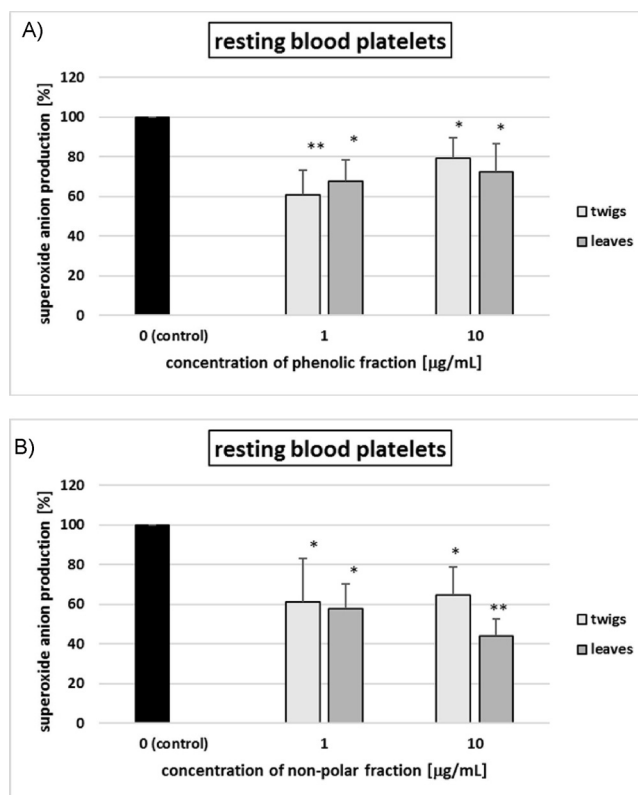 A)
resting blood platelets
superoxide anion production [%]
120
100
80
60
40
20
0
** * * *
0 (control) 1 10
concentration of phenolic fraction [µg/mL]
twigs
leaves
B)
resting blood platelets
superoxide anion production [%]
120
100
80
60
40
20
0
* * * **
0 (control) 1 10
concentration of non-polar fraction [µg/mL]
twigs
leaves